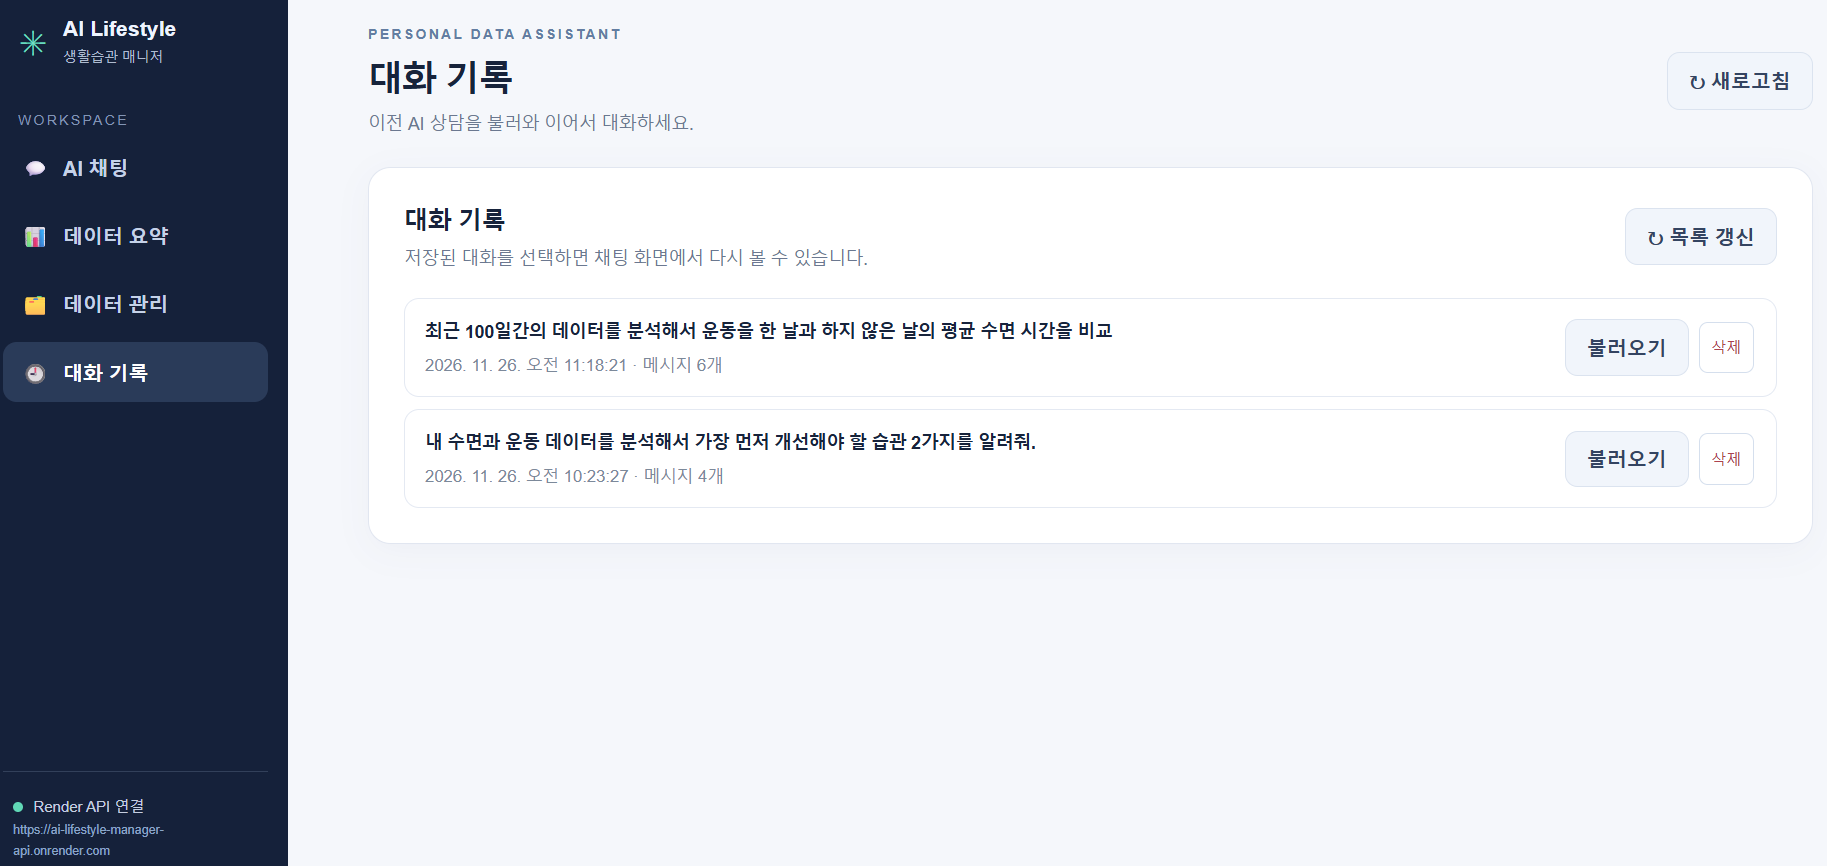 AI Lifestyle
생활습관 매니저
WORKSPACE
AI 채팅
데이터 요약
데이터 관리
대화 기록
Render API 연결
https://ai-lifestyle-manager-
api.onrender.com
PERSONAL DATA ASSISTANT
대화 기록
이전 AI 상담을 불러와 이어서 대화하세요.
↻ 새로고침
대화 기록
저장된 대화를 선택하면 채팅 화면에서 다시 볼 수 있습니다.
↻ 목록 갱신
최근 100일간의 데이터를 분석해서 운동을 한 날과 하지 않은 날의 평균 수면 시간을 비교
2026. 11. 26. 오전 11:18:21 · 메시지 6개
불러오기
삭제
내 수면과 운동 데이터를 분석해서 가장 먼저 개선해야 할 습관 2가지를 알려줘.
2026. 11. 26. 오전 10:23:27 · 메시지 4개
불러오기
삭제